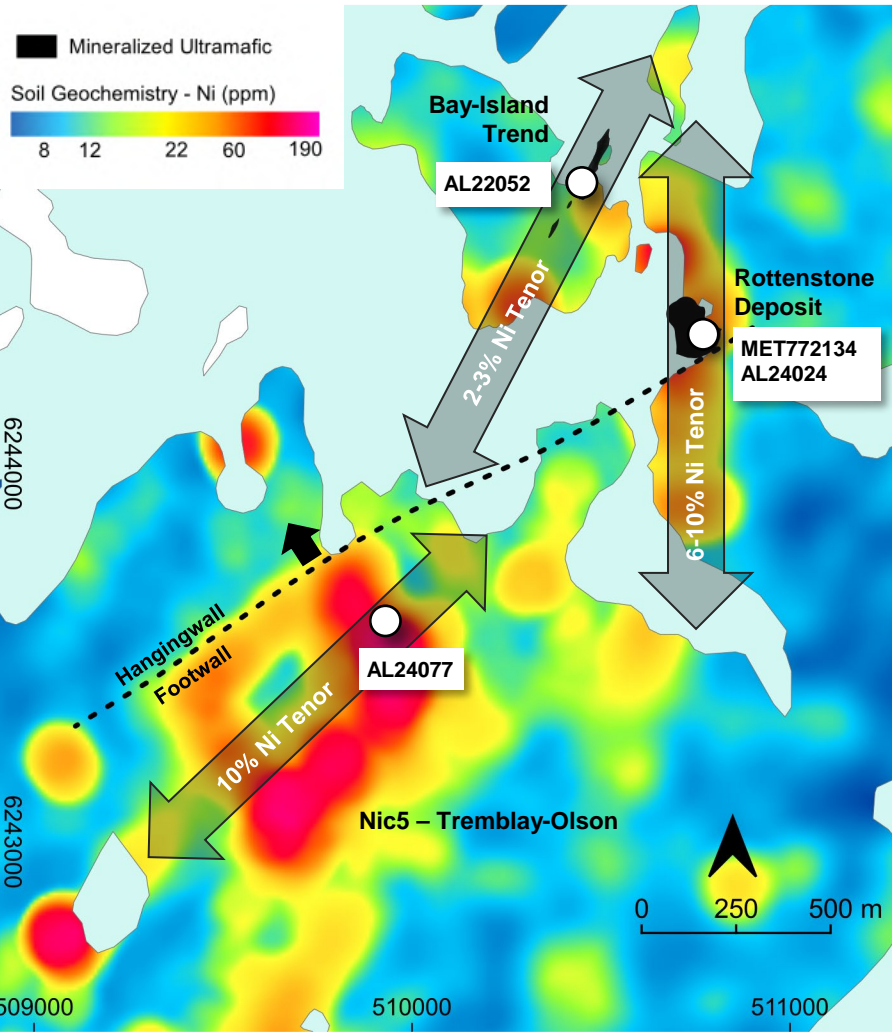 Mineralized Ultramafic
Soil Geochemistry - Ni (ppm)
8 12 22 60 190
Bay-Island
Trend
AL22052
2-3% Ni Tenor
Rottenstone
Deposit
MET772134
AL24024
6-10% Ni Tenor
6244000
Hangingwall
Footwall
AL24077
10% Ni Tenor
Nic5 – Tremblay-Olson
6243000
0 250 500 m
509000 510000 511000